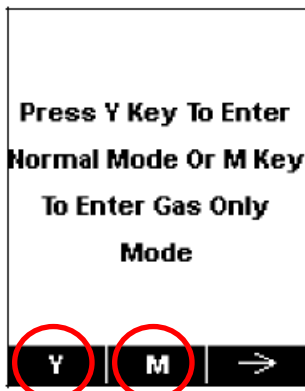 Press Y Key To Enter
Normal Mode Or M Key
To Enter Gas Only
Mode
Y M →